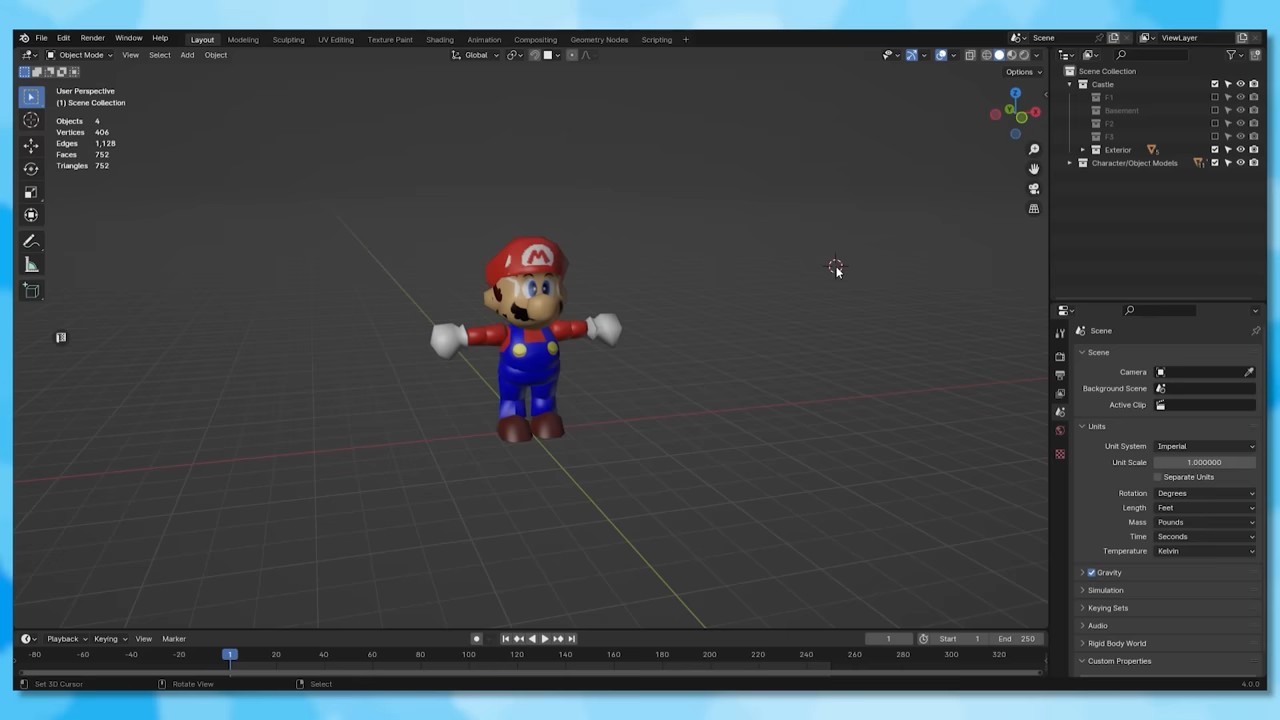 File Edit Render Window Help Layout Modeling Sculpting UV Editing Texture Paint Shading Animation Compositing Geometry Nodes Scripting + Scene ViewLayer
Object Mode View Select Add Object Global
Options
User Perspective
(1) Scene Collection
Objects 4
Vertices 406
Edges 1,128
Faces 752
Triangles 752
Z
X
Y
M
Scene Collection
Castle
F1
Basement
F2
F3
Exterior 5
Character/Object Models
Scene
Scene
Camera
Background Scene
Active Clip
Units
Unit System Imperial
Unit Scale 1.000000
Separate Units
Rotation Degrees
Length Feet
Mass Pounds
Time Seconds
Temperature Kelvin
Gravity
Simulation
Keying Sets
Audio
Rigid Body World
Custom Properties
Playback Keying View Marker 1 Start 1 End 250
-80 -60 -40 -20 1 20 40 60 80 100 120 140 160 180 200 220 240 260 280 300 320
Set 3D Cursor Rotate View Select 4.0.0